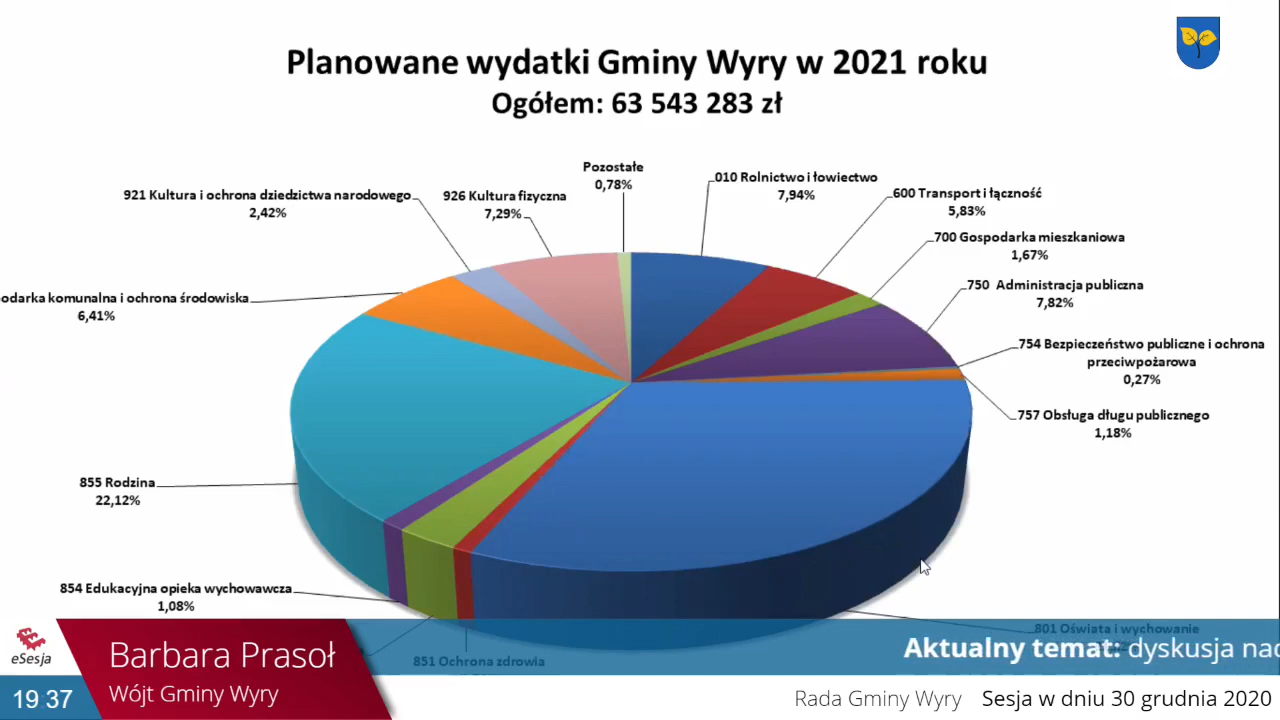 Planowane wydatki Gminy Wyry w 2021 roku
Ogółem: 63 543 283 zł
Pozostałe
0,78%
010 Rolnictwo i łowiectwo
7,94%
921 Kultura i ochrona dziedzictwa narodowego
2,42%
926 Kultura fizyczna
7,29%
600 Transport i łączność
5,83%
700 Gospodarka mieszkaniowa
1,67%
750 Administracja publiczna
7,82%
odarka komunalna i ochrona środowiska
6,41%
754 Bezpieczeństwo publiczne i ochrona
przeciwpożarowa
0,27%
757 Obsługa długu publicznego
1,18%
855 Rodzina
22,12%
854 Edukacyjna opieka wychowawcza
1,08%
801 Oświata i wychowanie
851 Ochrona zdrowia
eSesja
Barbara Prasoł
Wójt Gminy Wyry
Aktualny temat: dyskusja nad
19:37
Rada Gminy Wyry Sesja w dniu 30 grudnia 2020